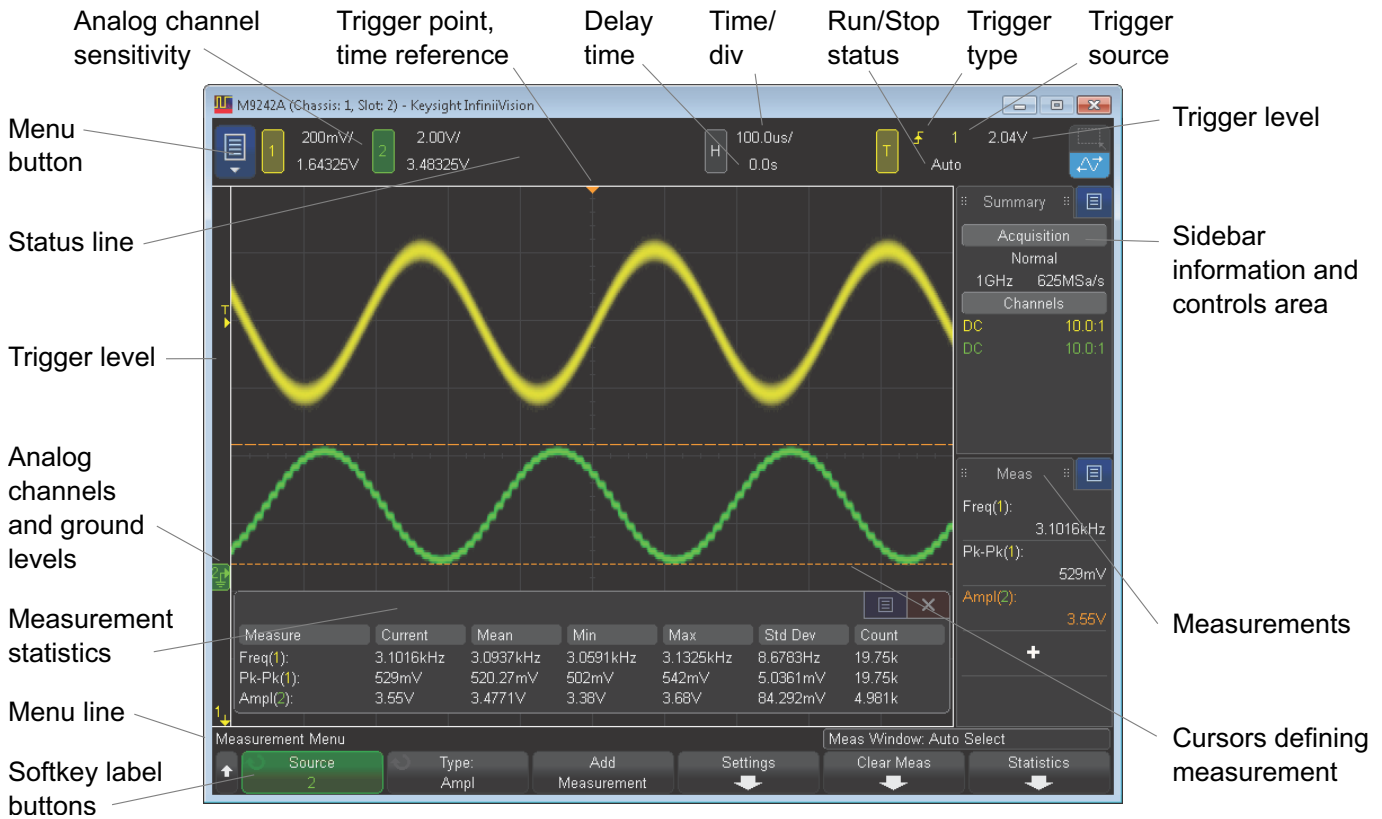 Analog channel
sensitivity
Trigger point,
time reference
Delay
time
Time/
div
Run/Stop
status
Trigger
type
Trigger
source
Menu
button
Status line
Trigger level
Analog
channels
and ground
levels
Measurement
statistics
Menu line
Softkey label
buttons
M9242A (Chassis: 1, Slot: 2) - Keysight InfiniiVision
1 200mV/ 2 2.00V/ H 100.0us/ T 1 2.04V
1.64325V 3.48325V 0.0s Auto
T
2
1
Summary
Acquisition
Normal
1GHz 625MSa/s
Channels
DC 10.0:1
DC 10.0:1
Meas
Freq(1):
3.1016kHz
Pk-Pk(1):
529mV
Ampl(2):
3.55V
+
Measure Current Mean Min Max Std Dev Count
Freq(1): 3.1016kHz 3.0937kHz 3.0591kHz 3.1325kHz 8.6783Hz 19.75k
Pk-Pk(1): 529mV 520.27mV 502mV 542mV 5.0361mV 19.75k
Ampl(2): 3.55V 3.4771V 3.38V 3.68V 84.292mV 4.981k
Measurement Menu
Meas Window: Auto Select
Source
2
Type:
Ampl
Add
Measurement
Settings
Clear Meas
Statistics
Trigger level
Sidebar
information and
controls area
Measurements
Cursors defining
measurement